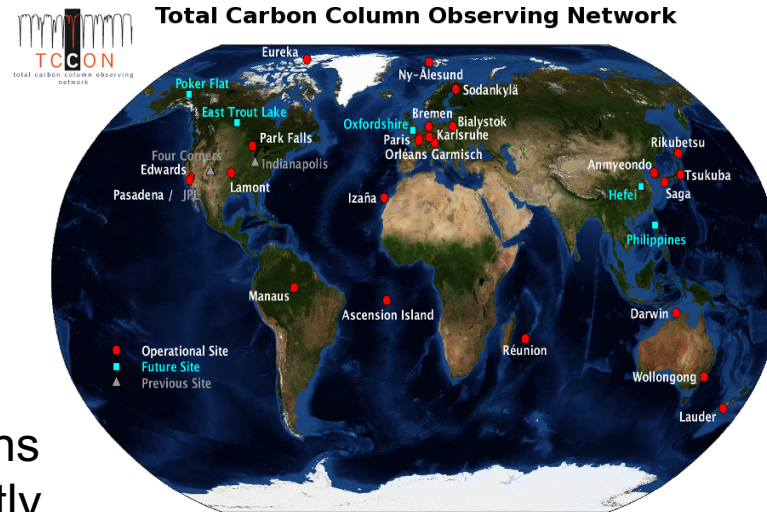 Total Carbon Column Observing Network
TCCON
total carbon column observing
network
Eureka
Ny-Ålesund
Sodankylä
Poker Flat
East Trout Lake
Bremen
Bialystok
Oxfordshire
Karlsruhe
Paris
Orléans Garmisch
Park Falls
Four Corners
Indianapolis
Edwards
Lamont
Pasadena / JPL
Izaña
Rikubetsu
Anmyeondo
Tsukuba
Hefei
Saga
Philippines
Manaus
Ascension Island
Réunion
Darwin
Wollongong
Lauder
Operational Site
Future Site
Previous Site
ns
tly